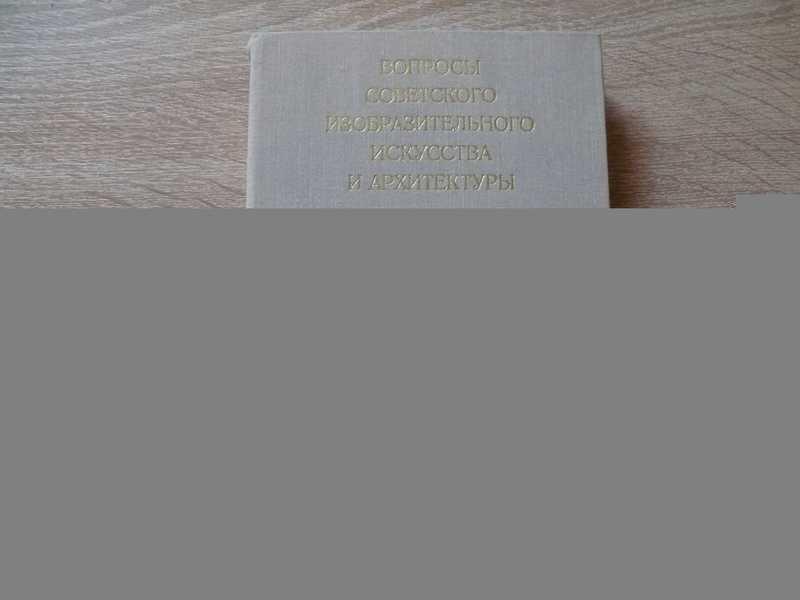 ВОПРОСЫ
СОВЕТСКОГО
ИЗОБРАЗИТЕЛЬНОГО
ИСКУССТВА
И АРХИТЕКТУРЫ